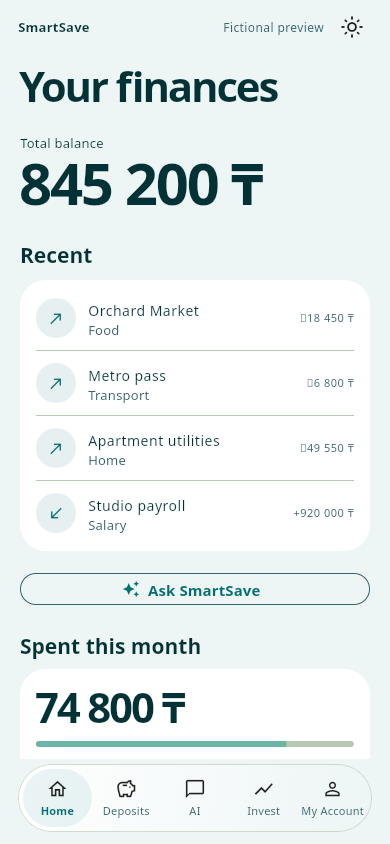 SmartSave
Fictional preview
Your finances
Total balance
845 200 ₸
Recent
Orchard Market
Food
▯18 450 ₸
Metro pass
Transport
▯6 800 ₸
Apartment utilities
Home
▯49 550 ₸
Studio payroll
Salary
+920 000 ₸
Ask SmartSave
Spent this month
74 800 ₸
Home
Deposits
AI
Invest
My Account